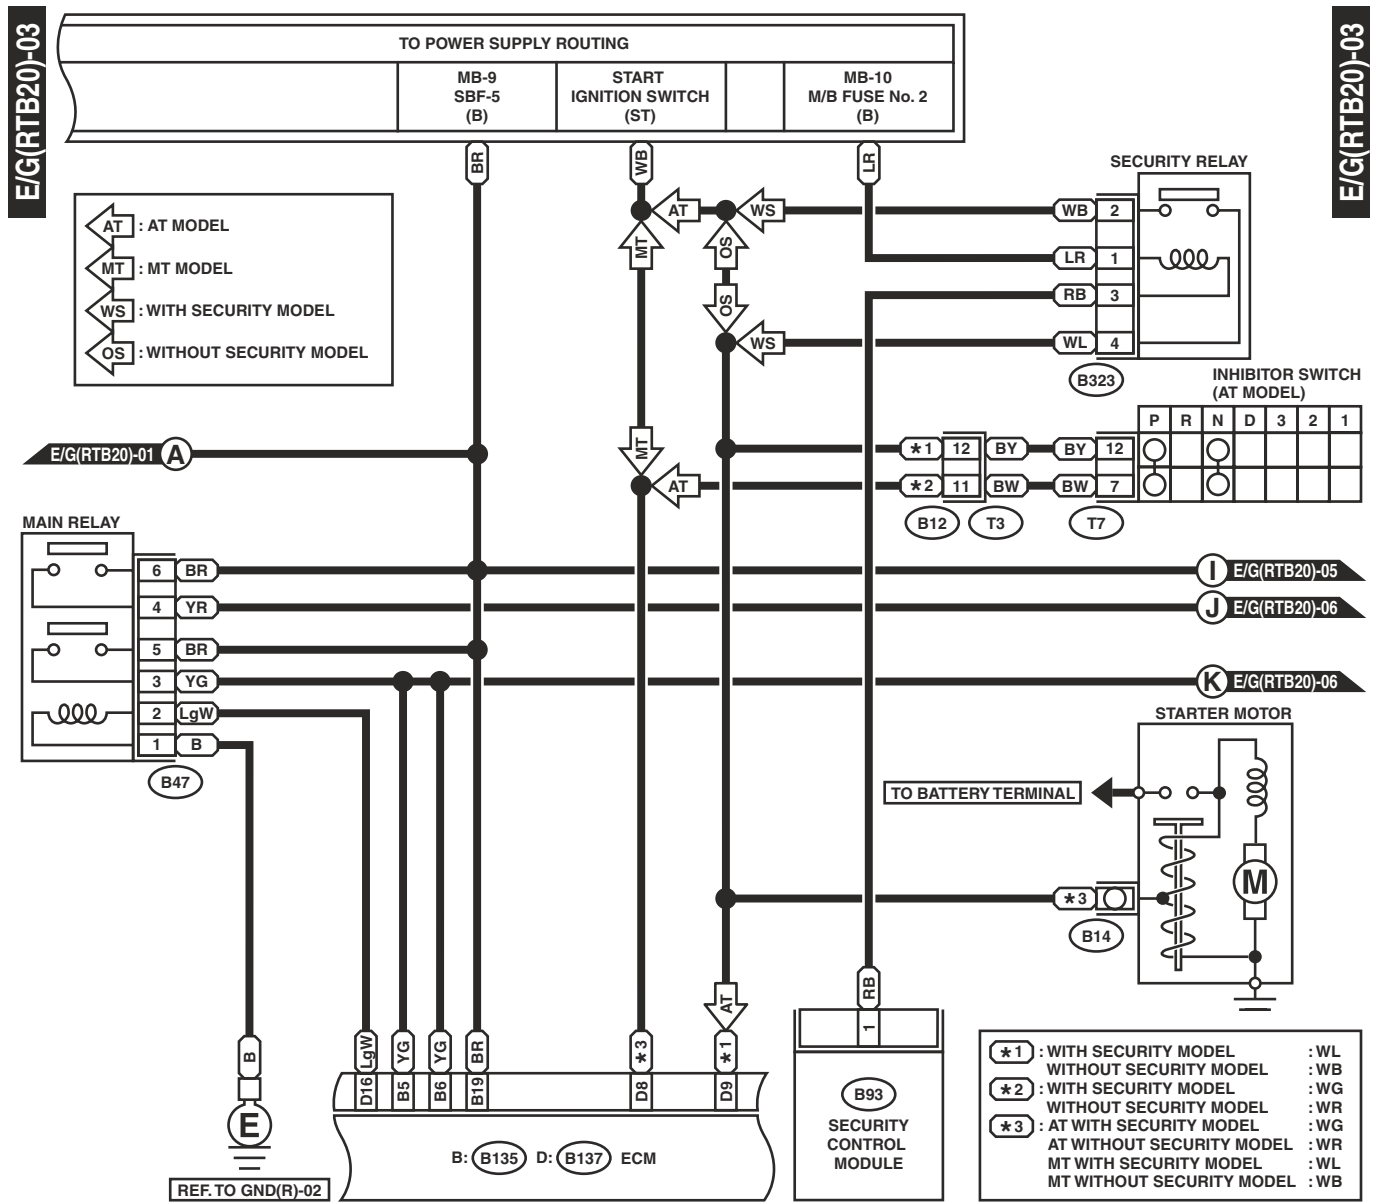 E/G(RTB20)-03
E/G(RTB20)-03
TO POWER SUPPLY ROUTING
MB-9
SBF-5
(B)
START
IGNITION SWITCH
(ST)
MB-10
M/B FUSE No. 2
(B)
BR
WB
LR
AT : AT MODEL
MT : MT MODEL
WS : WITH SECURITY MODEL
OS : WITHOUT SECURITY MODEL
AT
WS
MT
OS
OS
WS
MT
AT
SECURITY RELAY
WB 2
LR 1
RB 3
WL 4
B323
INHIBITOR SWITCH
(AT MODEL)
P R N D 3 2 1
*1 12 BY BY 12
*2 11 BW BW 7
B12 T3 T7
E/G(RTB20)-01 A
MAIN RELAY
6 BR
4 YR
5 BR
3 YG
2 LgW
1 B
B47
I E/G(RTB20)-05
J E/G(RTB20)-06
K E/G(RTB20)-06
STARTER MOTOR
TO BATTERY TERMINAL
M
*3
B14
AT
RB
1
B
E
REF. TO GND(R)-02
LgW YG YG BR *3 *1
D16 B5 B6 B19 D8 D9
B: B135 D: B137 ECM
B93
SECURITY
CONTROL
MODULE
*1 : WITH SECURITY MODEL : WL
WITHOUT SECURITY MODEL : WB
*2 : WITH SECURITY MODEL : WG
WITHOUT SECURITY MODEL : WR
*3 : AT WITH SECURITY MODEL : WG
AT WITHOUT SECURITY MODEL : WR
MT WITH SECURITY MODEL : WL
MT WITHOUT SECURITY MODEL : WB